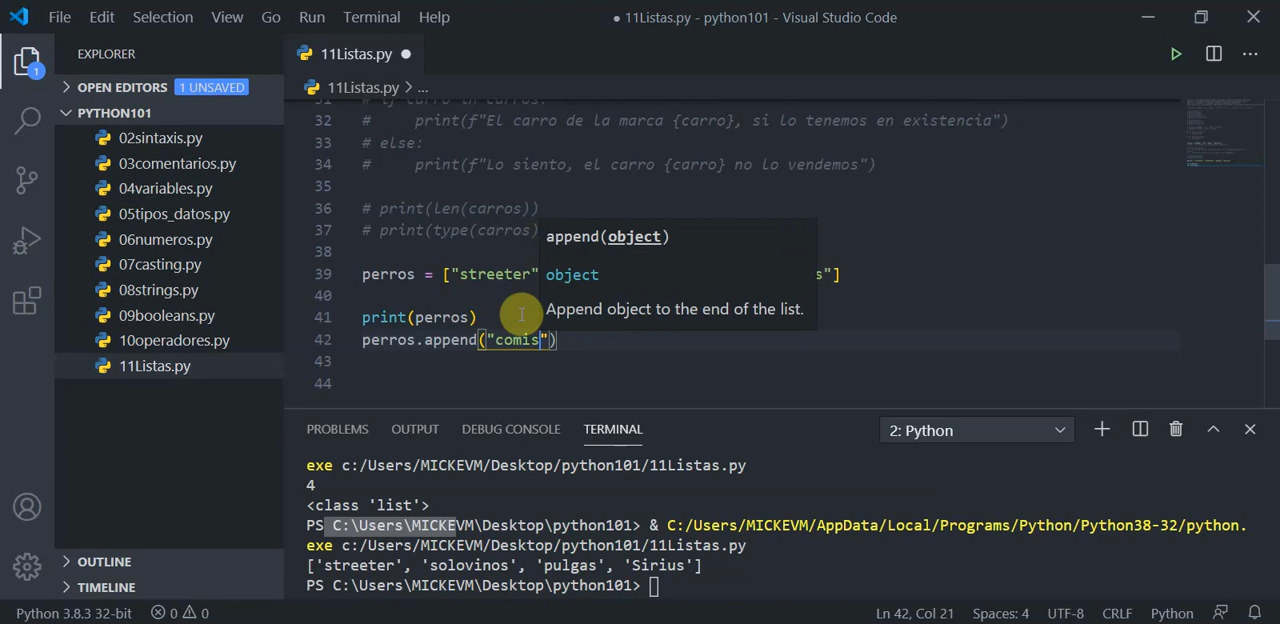 File Edit Selection View Go Run Terminal Help
● 11Listas.py - python101 - Visual Studio Code
EXPLORER
OPEN EDITORS 1 UNSAVED
PYTHON101
02sintaxis.py
03comentarios.py
04variables.py
05tipos_datos.py
06numeros.py
07casting.py
08strings.py
09booleans.py
10operadores.py
11Listas.py
OUTLINE
TIMELINE
1
11Listas.py ●
11Listas.py > ...
31 # if carro in carros:
32 #     print(f"El carro de la marca {carro}, si lo tenemos en existencia")
33 # else:
34 #     print(f"Lo siento, el carro {carro} no lo vendemos")
35
36 # print(len(carros))
37 # print(type(carros)
38
39 perros = ["streeter" s"]
40
41 print(perros)
42 perros.append("comis")
43
44
append(object)
object
Append object to the end of the list.
PROBLEMS OUTPUT DEBUG CONSOLE TERMINAL 2: Python
exe c:/Users/MICKEVM/Desktop/python101/11Listas.py
4
<class 'list'>
PS C:\Users\MICKEVM\Desktop\python101> & C:/Users/MICKEVM/AppData/Local/Programs/Python/Python38-32/python.
exe c:/Users/MICKEVM/Desktop/python101/11Listas.py
['streeter', 'solovinos', 'pulgas', 'Sirius']
PS C:\Users\MICKEVM\Desktop\python101>
Python 3.8.3 32-bit 0 0 Ln 42, Col 21 Spaces: 4 UTF-8 CRLF Python